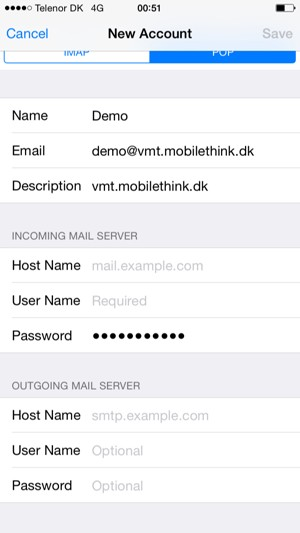 Telenor DK 4G 00:51
Cancel New Account Save
IMAP POP
Name Demo
Email demo@vmt.mobilethink.dk
Description vmt.mobilethink.dk
INCOMING MAIL SERVER
Host Name mail.example.com
User Name Required
Password ●●●●●●●●●●●
OUTGOING MAIL SERVER
Host Name smtp.example.com
User Name Optional
Password Optional